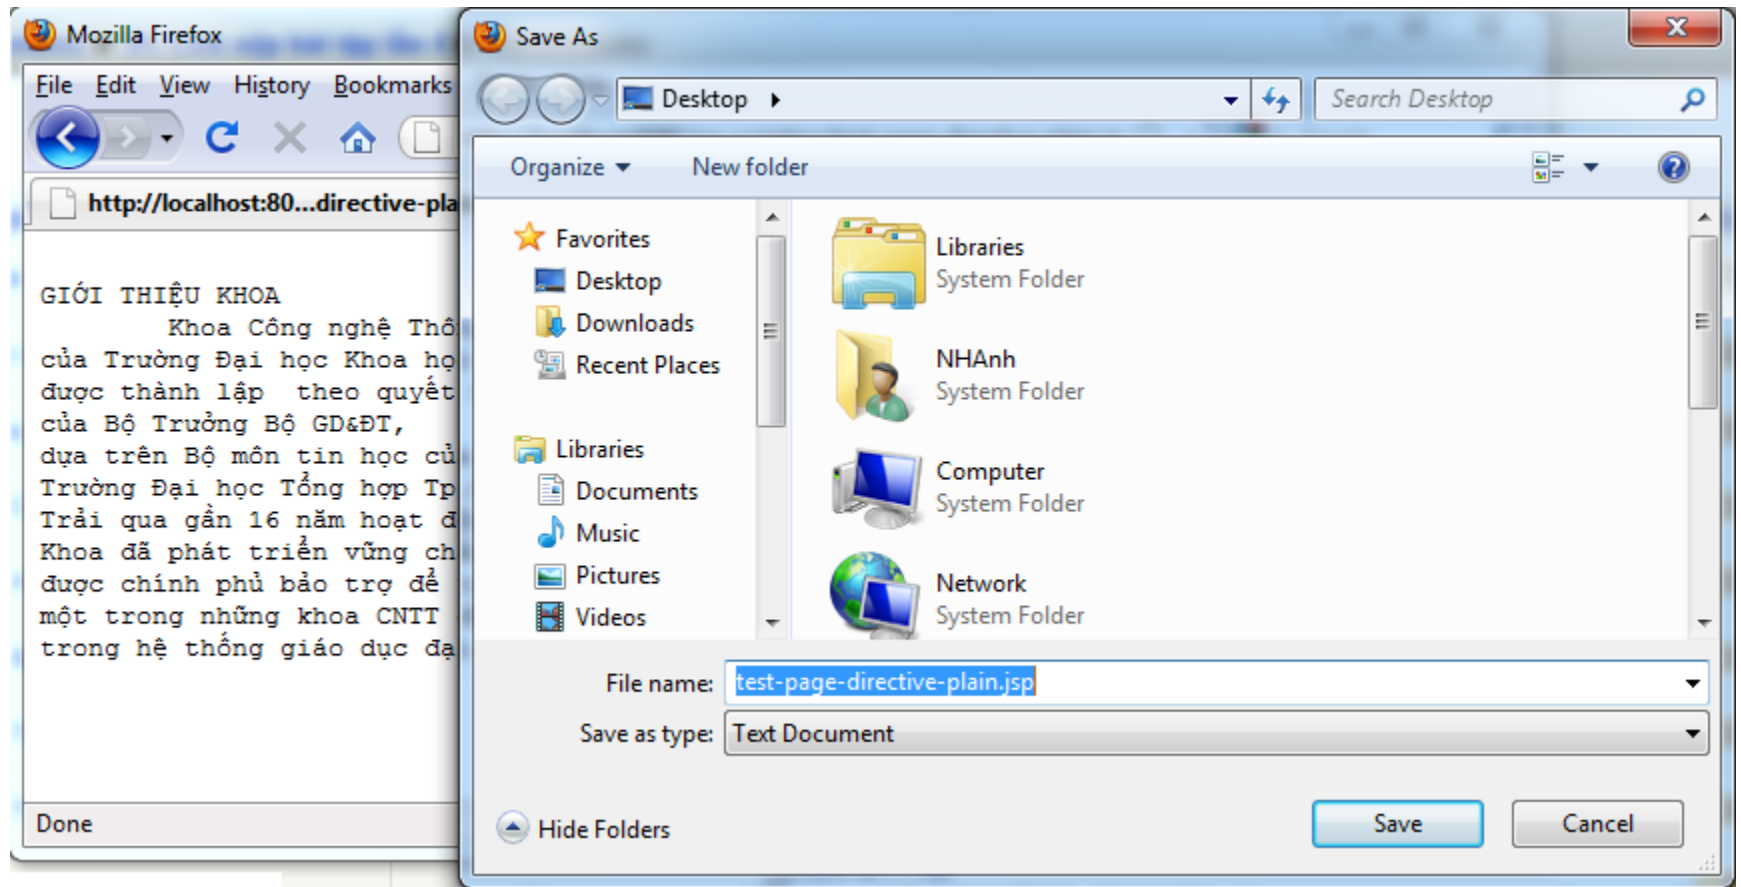 Mozilla Firefox
File Edit View History Bookmarks
http://localhost:80...directive-pla
GIỚI THIỆU KHOA
Khoa Công nghệ Thô
của Trường Đại học Khoa họ
được thành lập theo quyết
của Bộ Trưởng Bộ GD&ĐT,
dựa trên Bộ môn tin học củ
Trường Đại học Tổng hợp Tp
Trải qua gần 16 năm hoạt đ
Khoa đã phát triển vững ch
được chính phủ bảo trợ để
một trong những khoa CNTT
trong hệ thống giáo dục đạ
Done
Save As
Desktop
Search Desktop
Organize New folder
Favorites
Desktop
Downloads
Recent Places
Libraries
Documents
Music
Pictures
Videos
Libraries
System Folder
NHAnh
System Folder
Computer
System Folder
Network
System Folder
File name: test-page-directive-plain.jsp
Save as type: Text Document
Hide Folders
Save Cancel